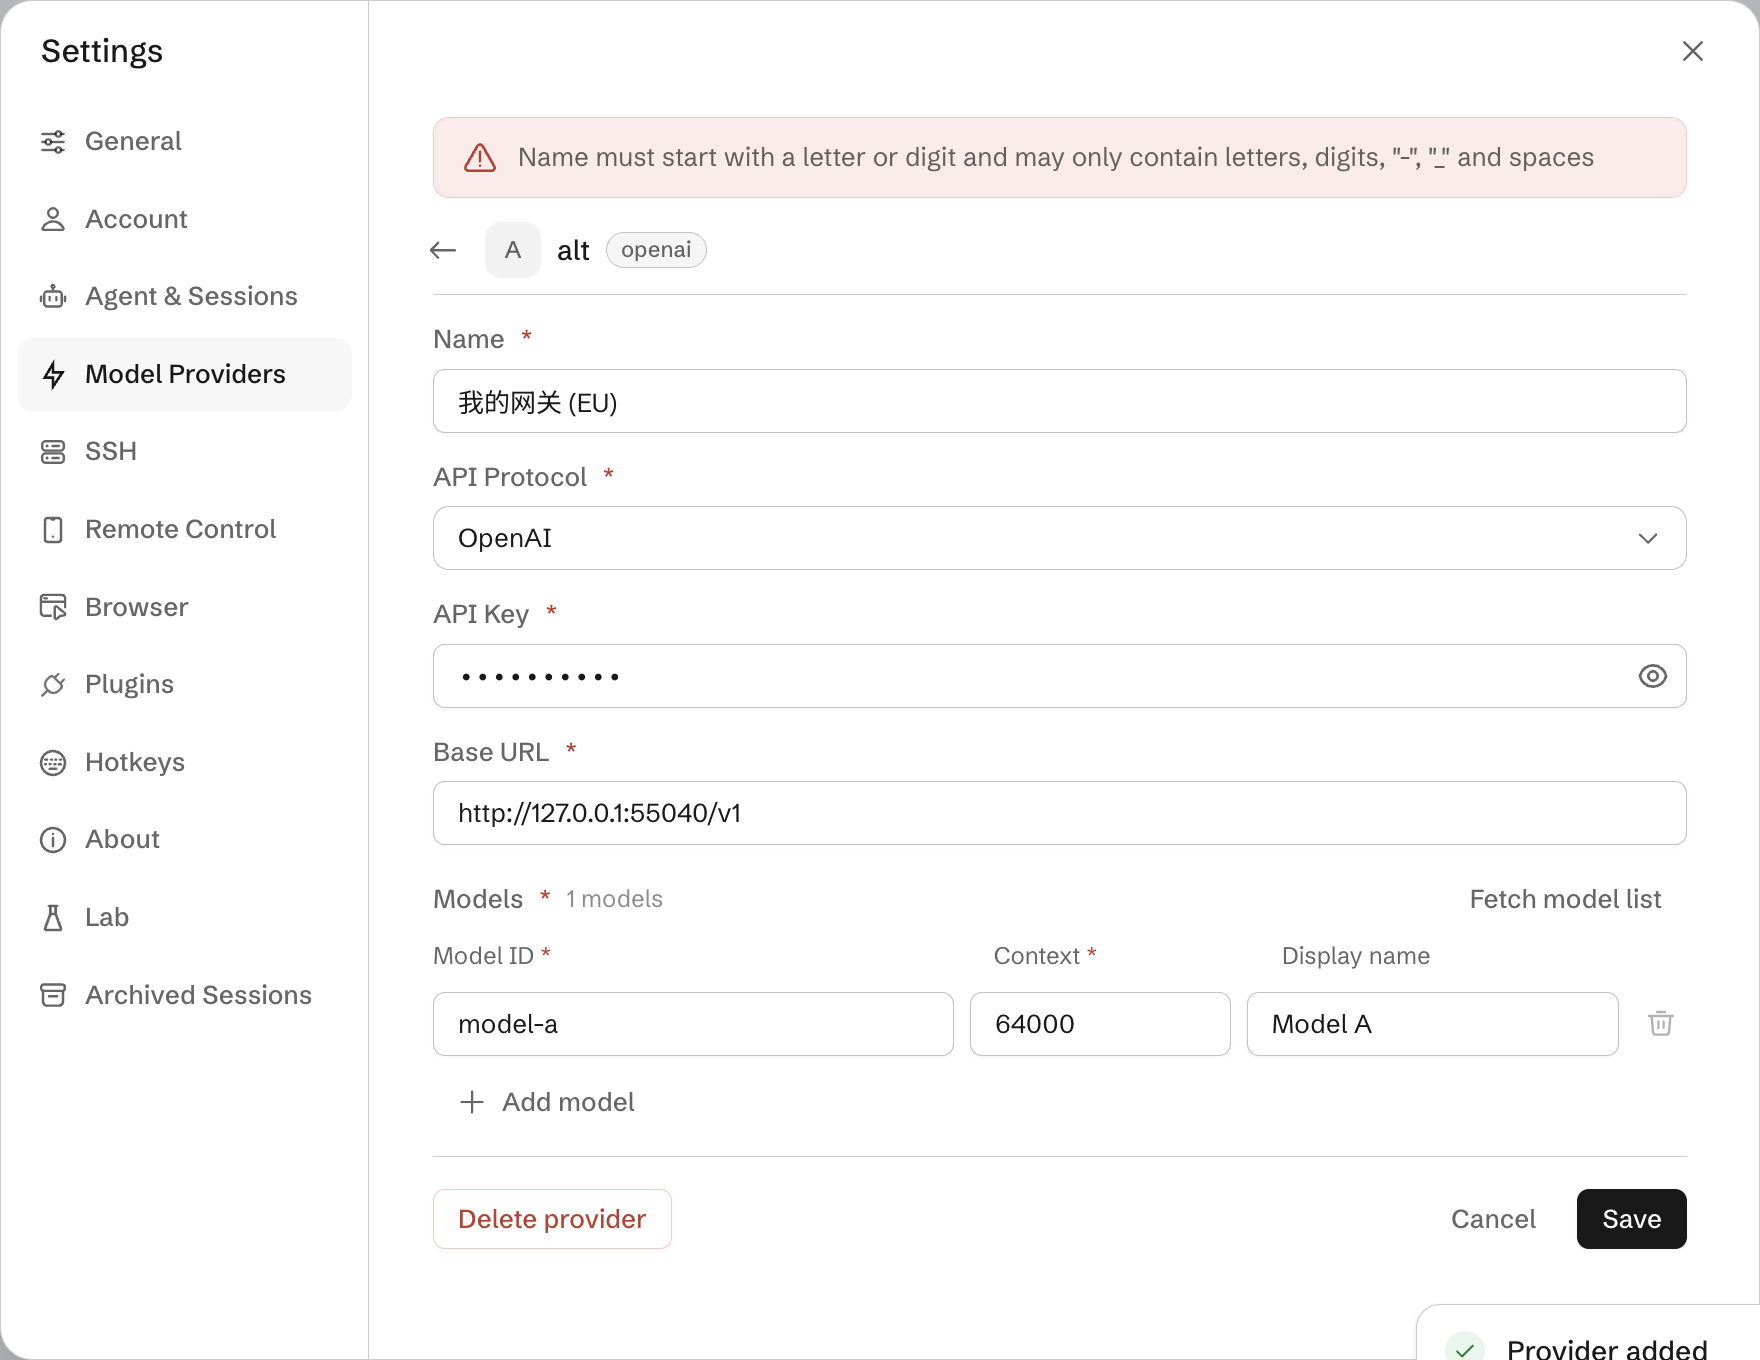 Settings
General
Account
Agent & Sessions
Model Providers
SSH
Remote Control
Browser
Plugins
Hotkeys
About
Lab
Archived Sessions
Name must start with a letter or digit and may only contain letters, digits, "-", "_" and spaces
A alt openai
Name *
我的网关 (EU)
API Protocol *
OpenAI
API Key *
••••••••••
Base URL *
http://127.0.0.1:55040/v1
Models * 1 models Fetch model list
Model ID * Context * Display name
model-a 64000 Model A
Add model
Delete provider Cancel Save
Provider added